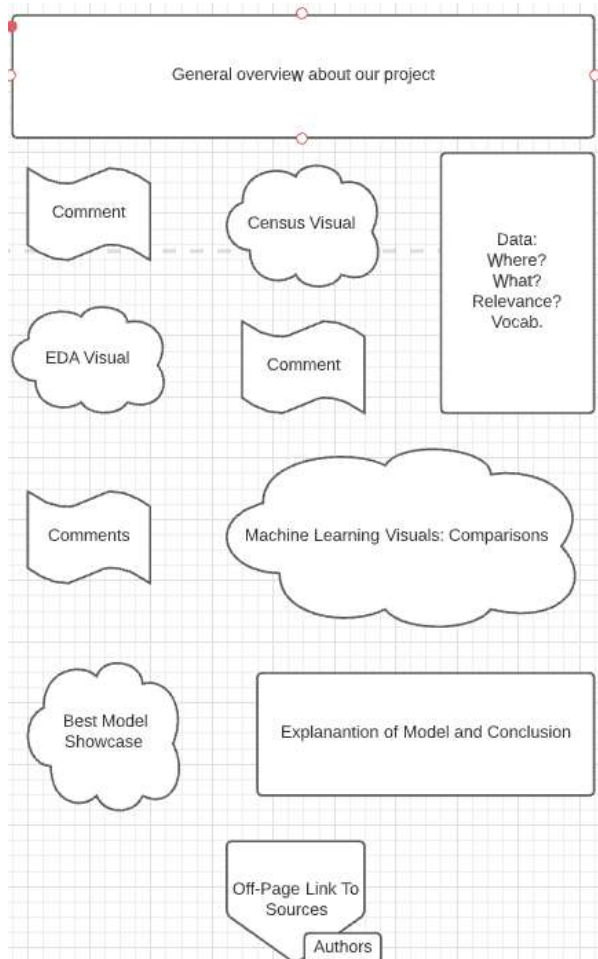 General overview about our project
Comment
Census Visual
Data:
Where?
What?
Relevance?
Vocab.
EDA Visual
Comment
Comments
Machine Learning Visuals: Comparisons
Best Model
Showcase
Explanantion of Model and Conclusion
Off-Page Link To
Sources
Authors